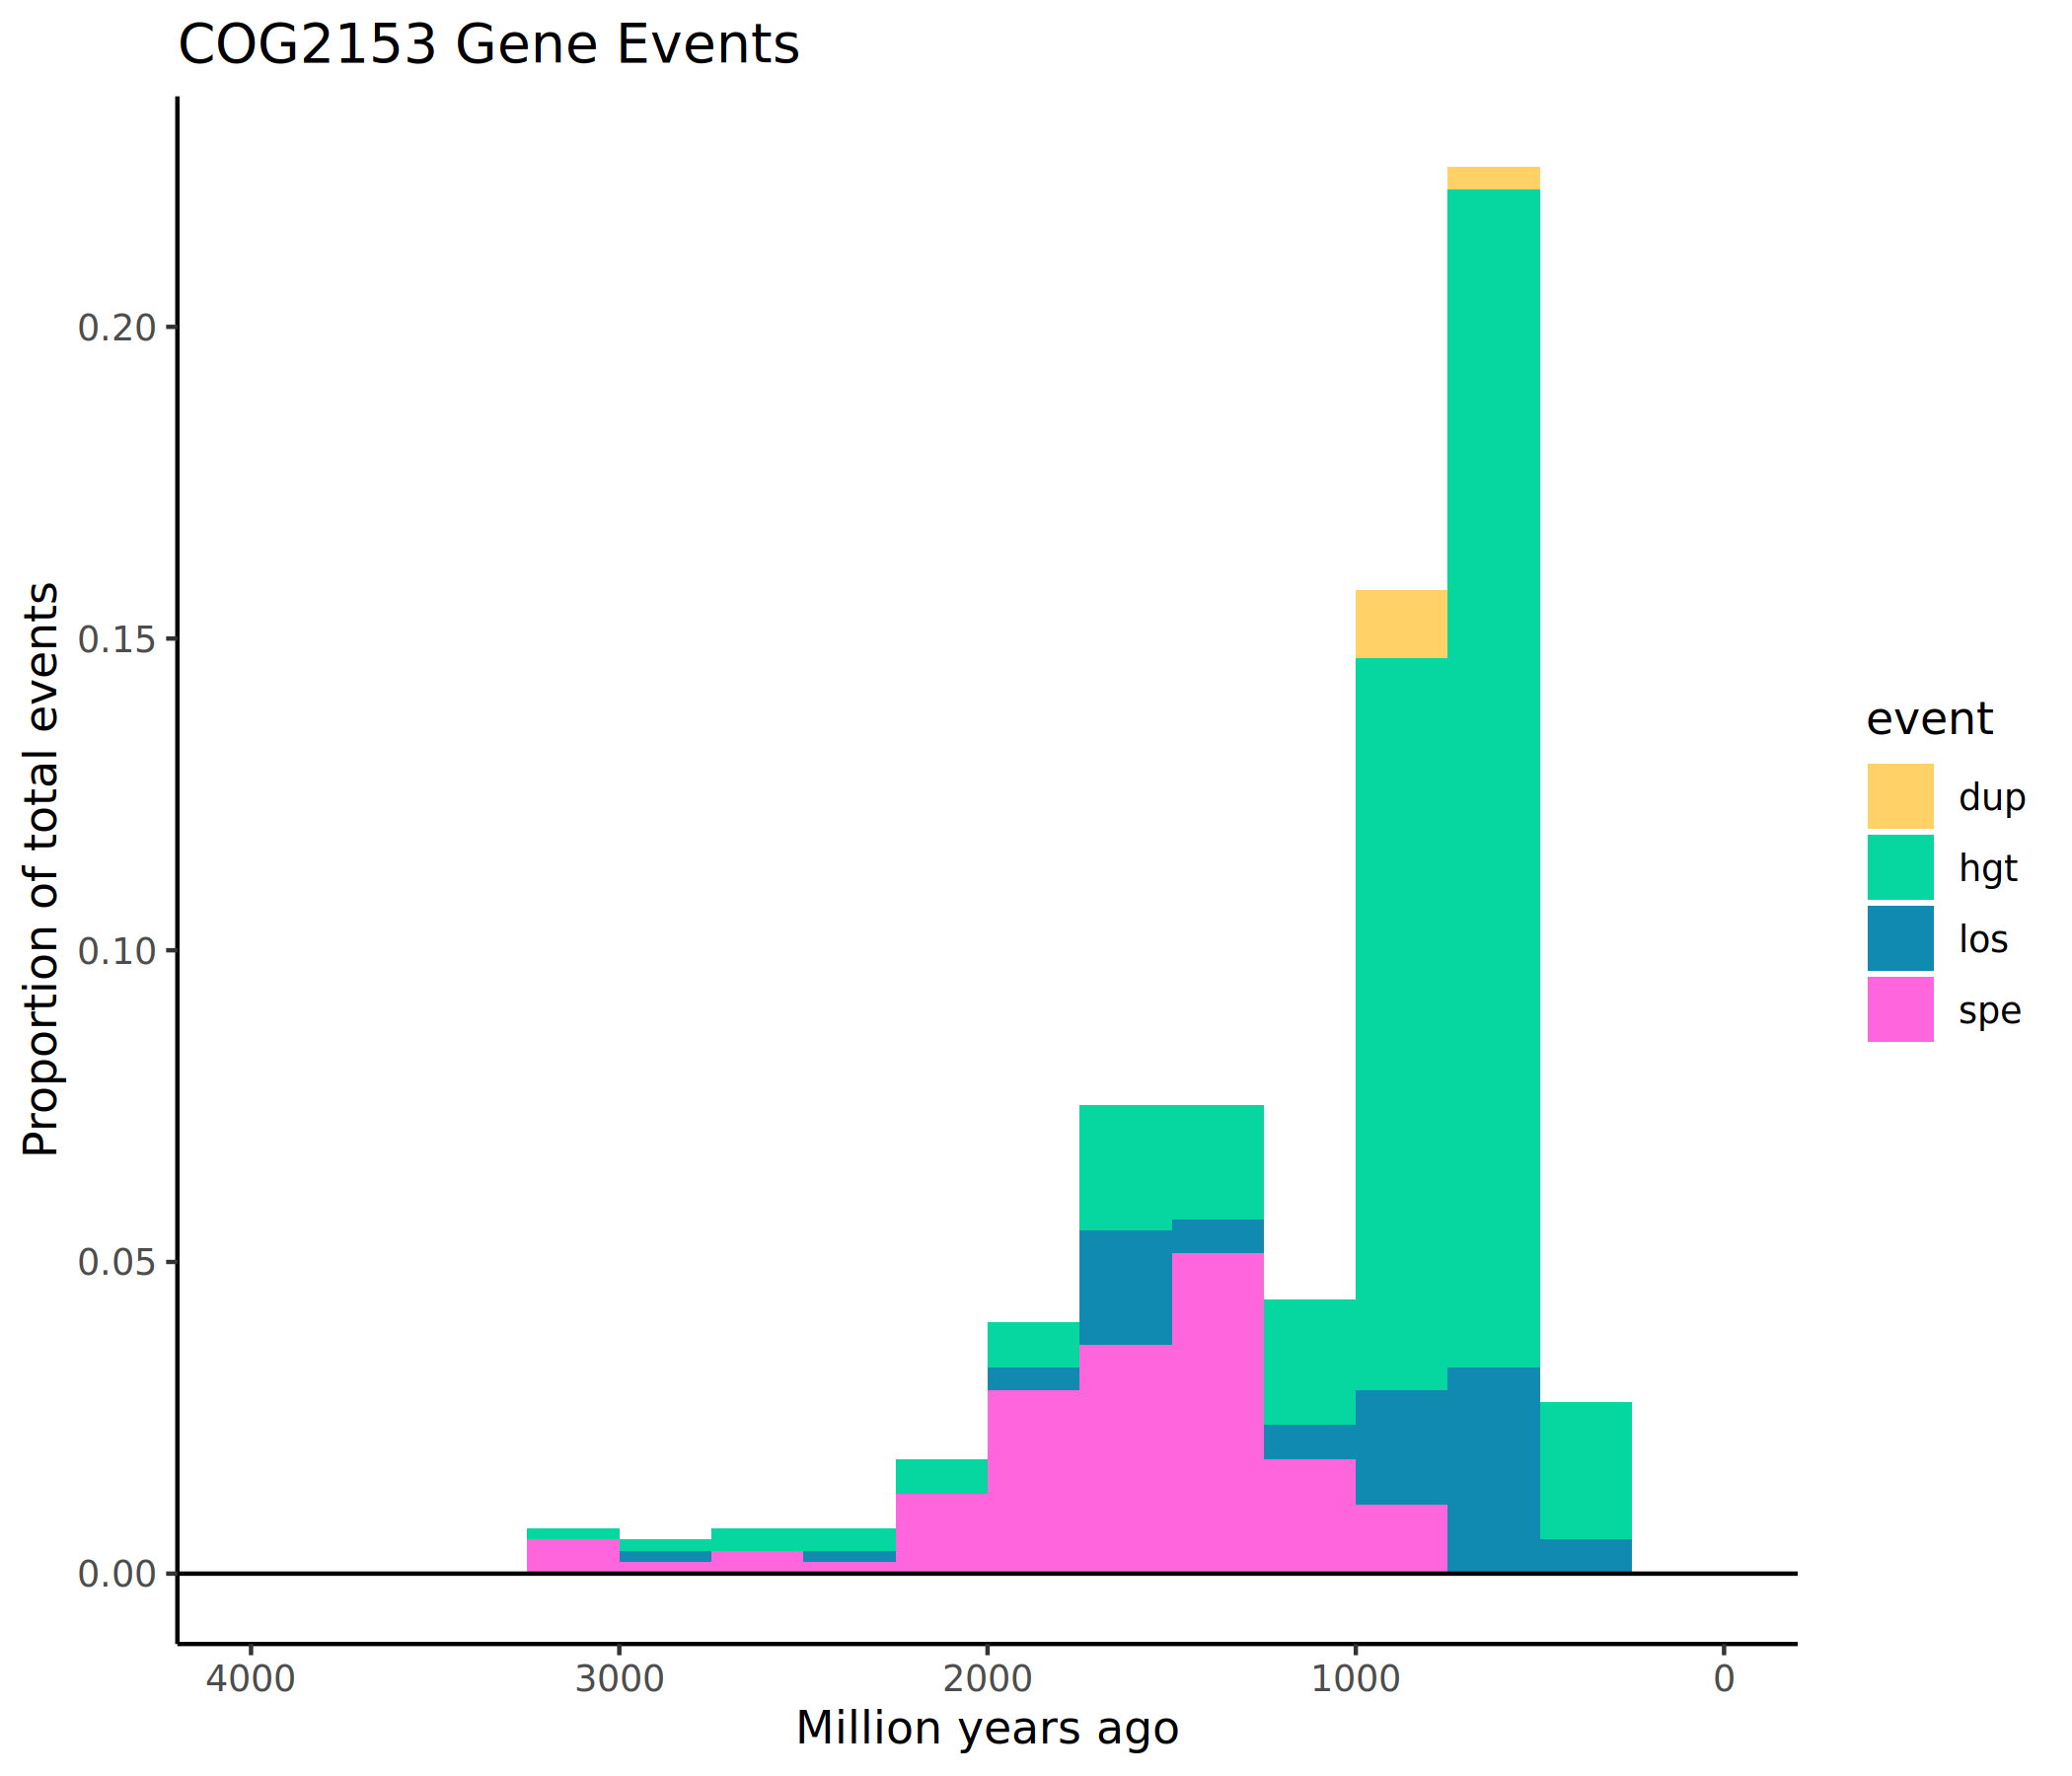 COG2153 Gene Events
Proportion of total events
0.20
0.15
0.10
0.05
0.00
4000 3000 2000 1000 0
Million years ago
event
dup
hgt
los
spe